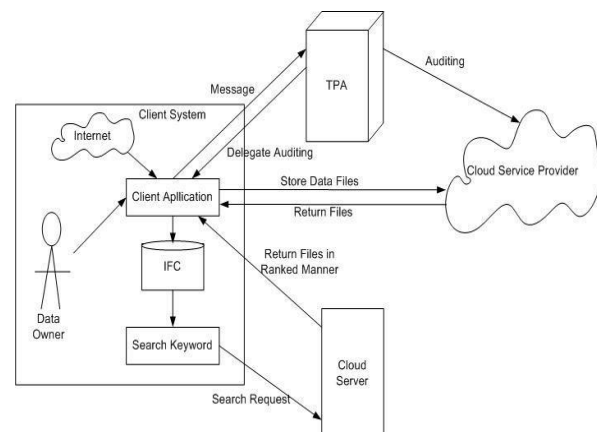 TPA
Auditing
Message
Client System
Internet
Delegate Auditing
Cloud Service Provider
Client Apllication
Store Data Files
Return Files
IFC
Return Files in
Ranked Manner
Data
Owner
Search Keyword
Cloud
Server
Search Request